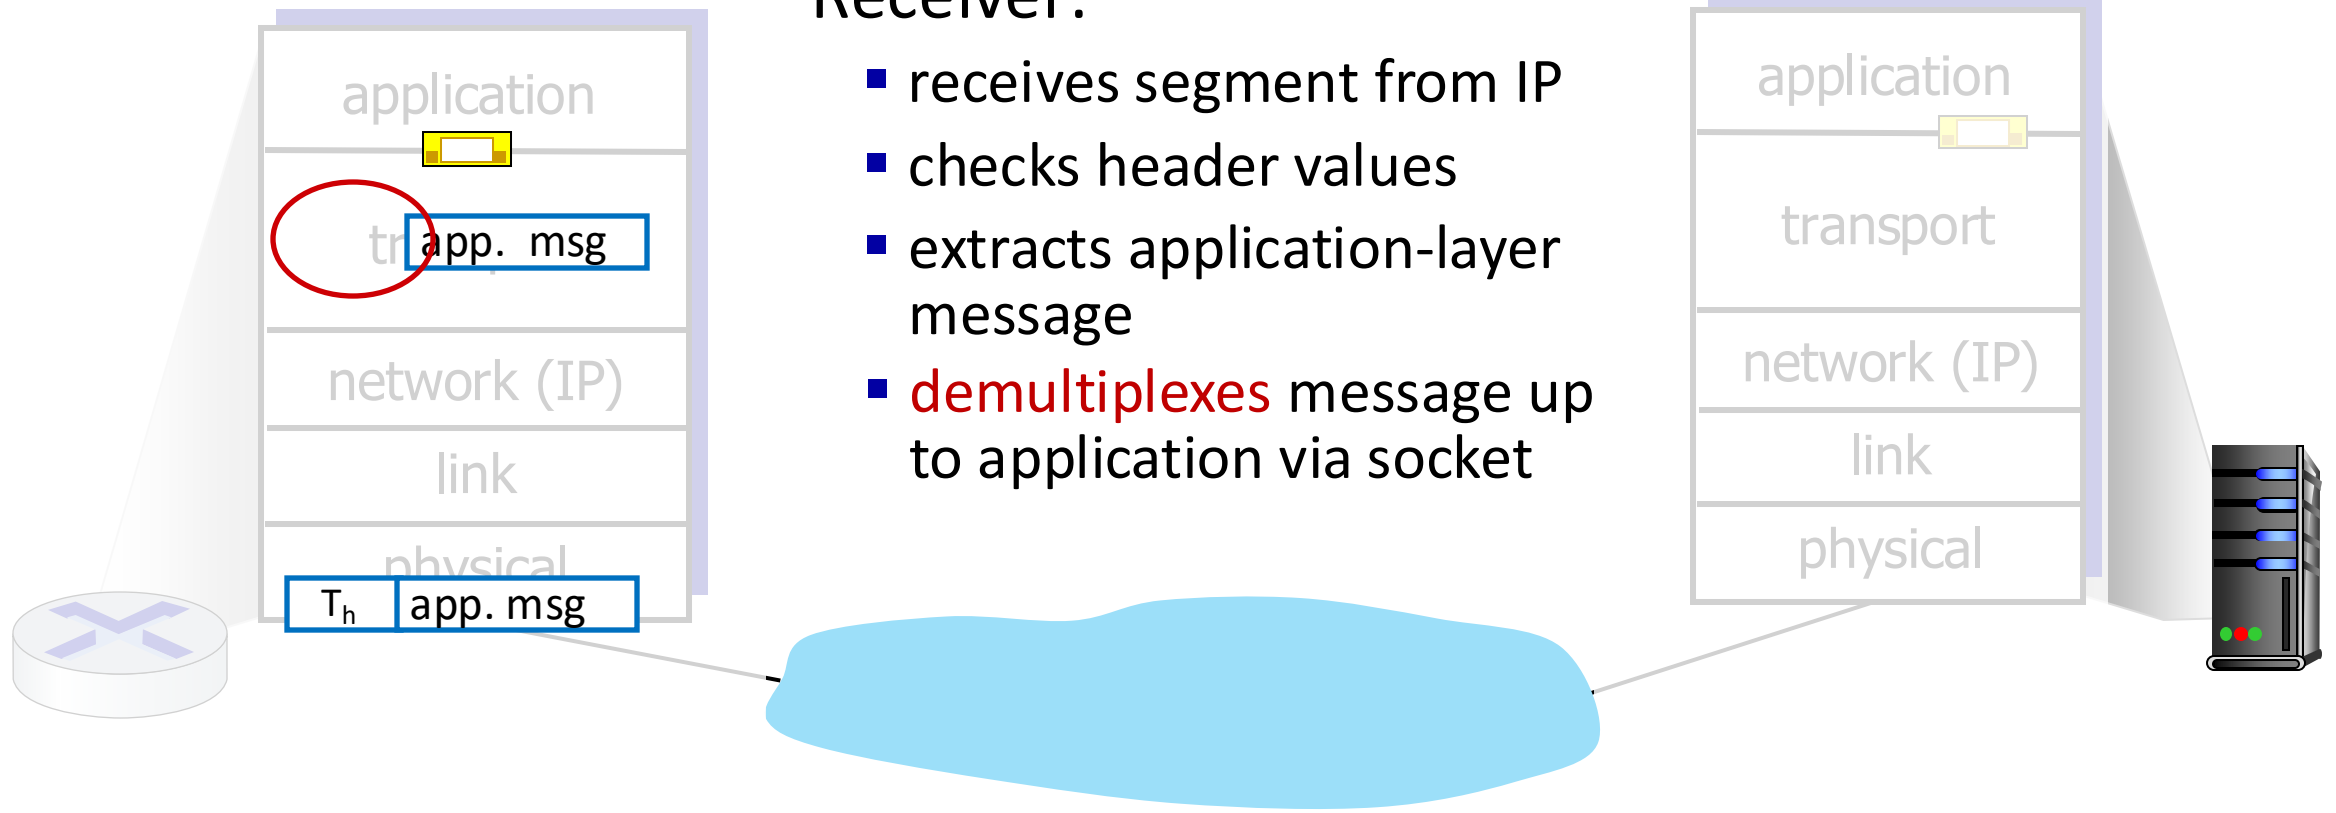 Receiver:
application
tr
app. msg
network (IP)
link
physical
T h app. msg
receives segment from IP
checks header values
extracts application-layer
message
demultiplexes message up
to application via socket
application
transport
network (IP)
link
physical